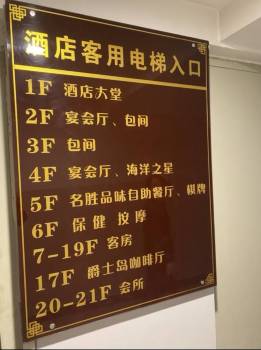 酒店客用电梯入口
1F 酒店大堂
2F 宴会厅、包间
3F 包间
4F 宴会厅、海洋之星
5F 名胜品味自助餐厅、棋牌
6F 保健 按摩
7-19F 客房
17F 爵士岛咖啡厅
20-21F 会所